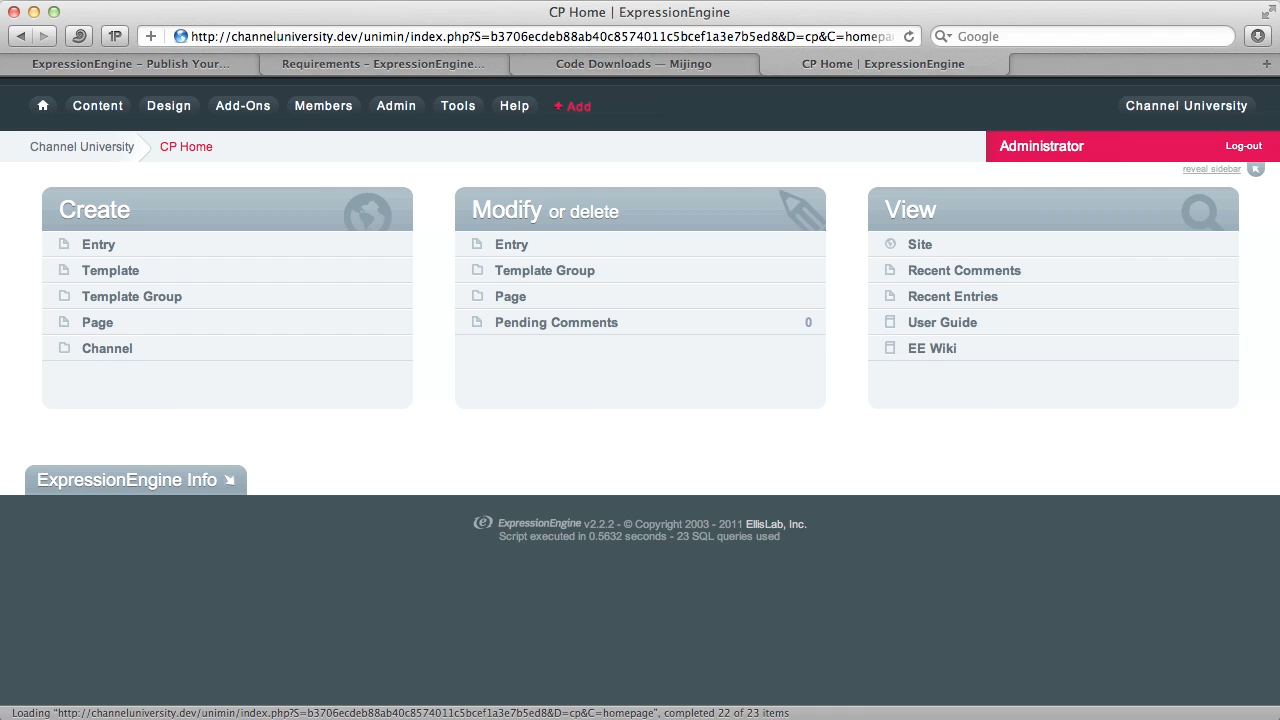 CP Home | ExpressionEngine
1P
http://channeluniversity.dev/unimin/index.php?S=b3706ecdeb88ab40c8574011c5bcef1a3e7b5ed8&D=cp&C=homepa
Google
ExpressionEngine – Publish Your...
Requirements – ExpressionEngine...
Code Downloads — Mijingo
CP Home | ExpressionEngine
Content
Design
Add-Ons
Members
Admin
Tools
Help
+ Add
Channel University
Channel University
CP Home
Administrator
Log-out
reveal sidebar
Create
Entry
Template
Template Group
Page
Channel
Modify or delete
Entry
Template Group
Page
Pending Comments 0
View
Site
Recent Comments
Recent Entries
User Guide
EE Wiki
ExpressionEngine Info
ExpressionEngine v2.2.2 - © Copyright 2003 - 2011 EllisLab, Inc.
Script executed in 0.5632 seconds - 23 SQL queries used
Loading "http://channeluniversity.dev/unimin/index.php?S=b3706ecdeb88ab40c8574011c5bcef1a3e7b5ed8&D=cp&C=homepage", completed 22 of 23 items